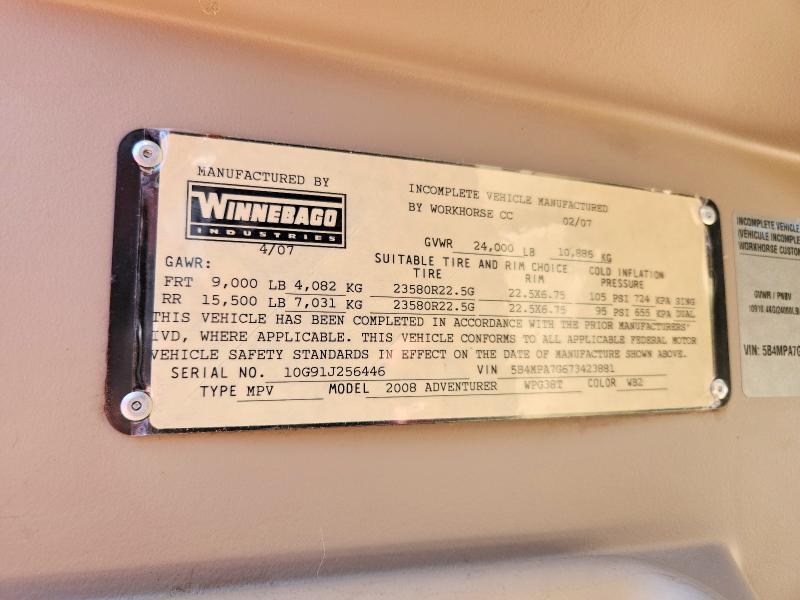 MANUFACTURED BY
WINNEBAGO
INDUSTRIES
4/07
INCOMPLETE VEHICLE MANUFACTURED
BY WORKHORSE CC 02/07
GVWR 24,000 LB 10,886 KG
GAWR:
SUITABLE TIRE AND RIM CHOICE COLD INFLATION
TIRE RIM PRESSURE
FRT 9,000 LB 4,082 KG 23580R22.5G 22.5X6.75 105 PSI 724 KPA SING
RR 15,500 LB 7,031 KG 23580R22.5G 22.5X6.75 95 PSI 655 KPA DUAL
THIS VEHICLE HAS BEEN COMPLETED IN ACCORDANCE WITH THE PRIOR MANUFACTURERS'
IVD, WHERE APPLICABLE. THIS VEHICLE CONFORMS TO ALL APPLICABLE FEDERAL MOTOR
VEHICLE SAFETY STANDARDS IN EFFECT ON THE DATE OF MANUFACTURE SHOWN ABOVE.
SERIAL NO. 10G91J256446 VIN 5B4MPA7G673423881
TYPE MPV MODEL 2008 ADVENTURER WPG38T COLOR WB2
INCOMPLETE VEHICLE
(VÉHICULE INCOMPL
WORKHORSE CUSTOM
GVWR / PNBV
VIN: 5B4MPA7G